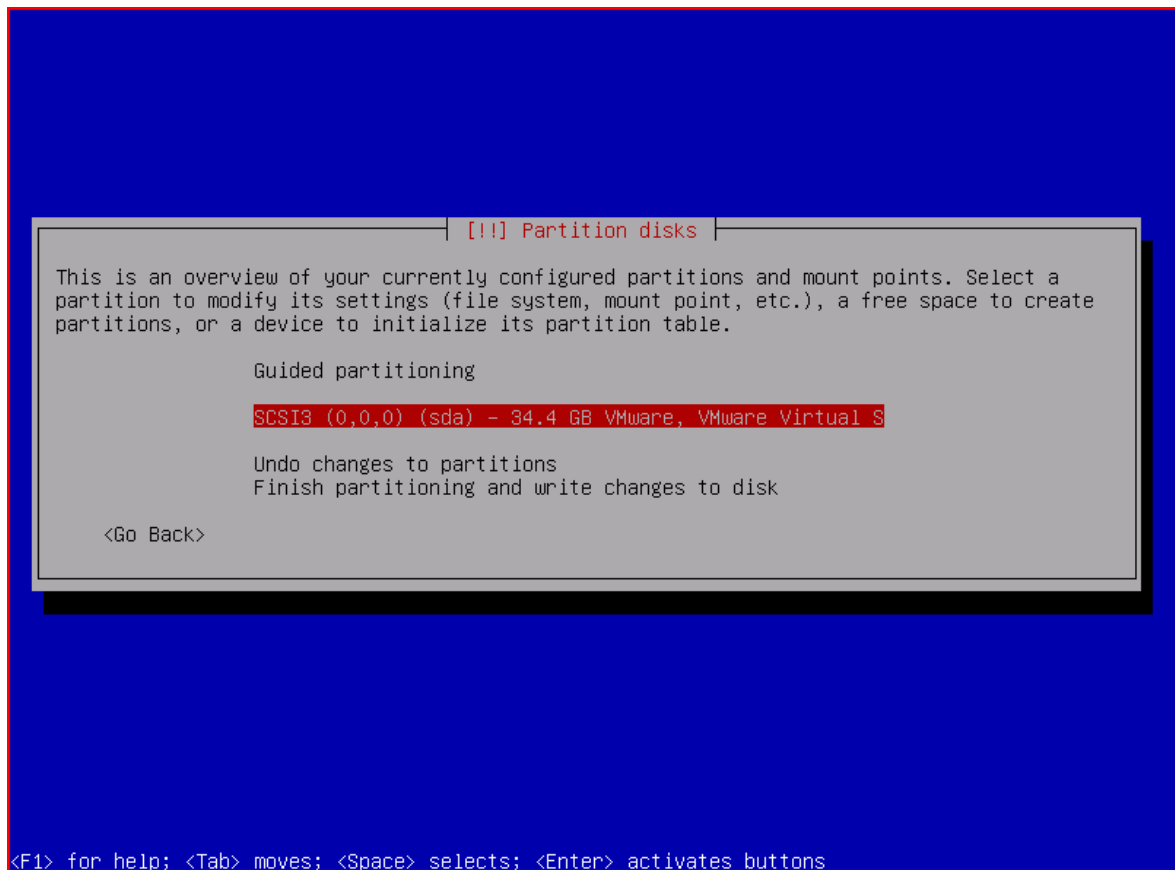 [!!] Partition disks
This is an overview of your currently configured partitions and mount points. Select a
partition to modify its settings (file system, mount point, etc.), a free space to create
partitions, or a device to initialize its partition table.
Guided partitioning
SCSI3 (0,0,0) (sda) – 34.4 GB VMware, VMware Virtual S
Undo changes to partitions
Finish partitioning and write changes to disk
<Go Back>
<F1> for help; <Tab> moves; <Space> selects; <Enter> activates buttons